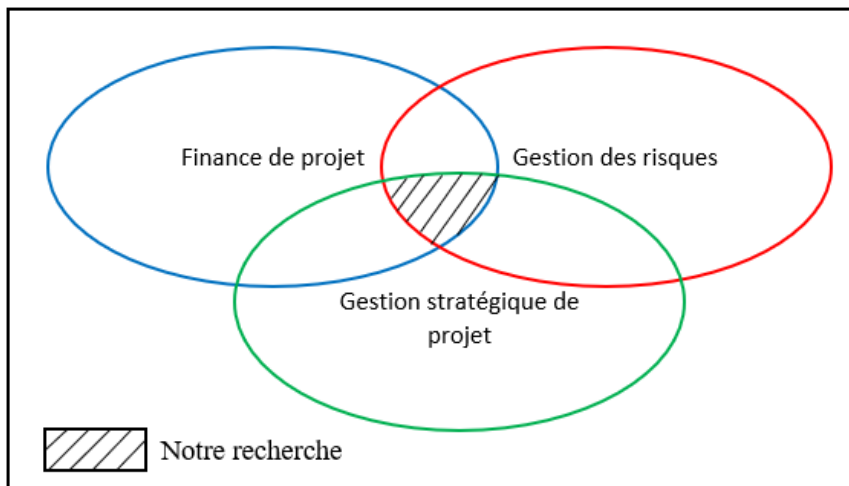 Finance de projet
Gestion des risques
Gestion stratégique de
projet
Notre recherche